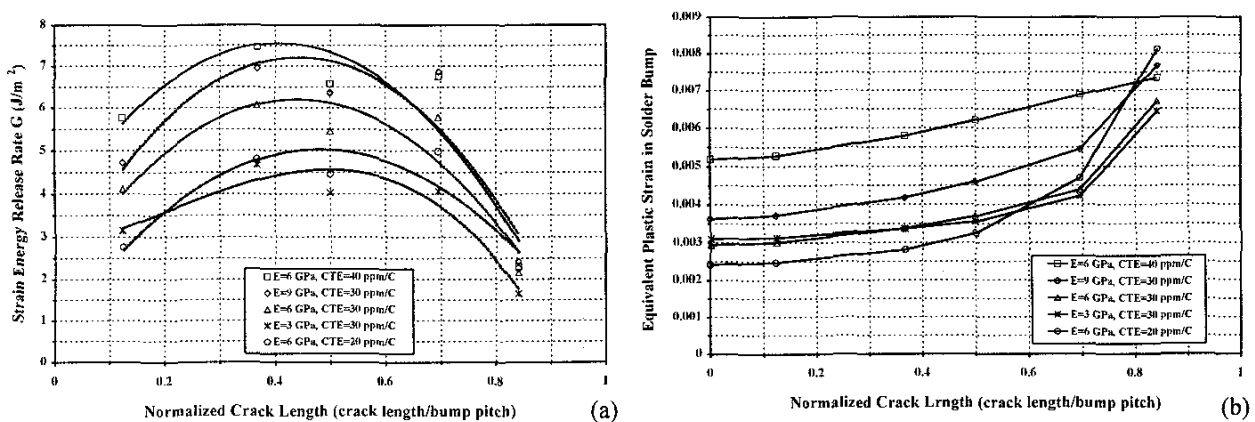 Strain Energy Release Rate G (J/m²)
8
7
6
5
4
3
2
1
0
0
0.2
0.4
0.6
0.8
1
E=6 GPa, CTE=40 ppm/C
E=9 GPa, CTE=30 ppm/C
E=6 GPa, CTE=30 ppm/C
E=3 GPa, CTE=30 ppm/C
E=6 GPa, CTE=20 ppm/C
Normalized Crack Length (crack length/bump pitch)
(a)
Equivalent Plastic Strain in Solder Bump
0.009
0.008
0.007
0.006
0.005
0.004
0.003
0.002
0.001
0
0
0.2
0.4
0.6
0.8
1
E=6 GPa, CTE=40 ppm/C
E=9 GPa, CTE=30 ppm/C
E=6 GPa, CTE=30 ppm/C
E=3 GPa, CTE=30 ppm/C
E=6 GPa, CTE=20 ppm/C
Normalized Crack Lrngth (crack length/bump pitch)
(b)